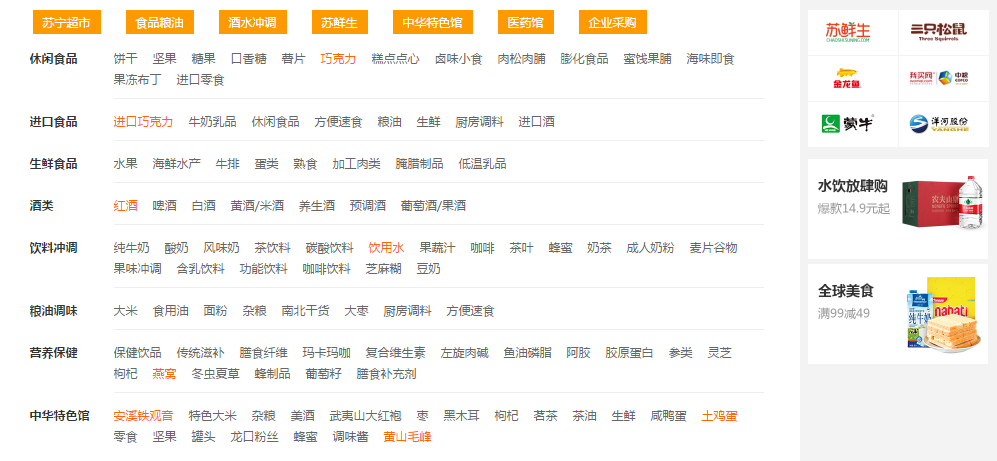 苏宁超市 食品粮油 酒水冲调 苏鲜生 中华特色馆 医药馆 企业采购
休闲食品 饼干 坚果 糖果 口香糖 薯片 巧克力 糕点点心 卤味小食 肉松肉脯 膨化食品 蜜饯果脯 海味即食
果冻布丁 进口零食
进口食品 进口巧克力 牛奶乳品 休闲食品 方便速食 粮油 生鲜 厨房调料 进口酒
生鲜食品 水果 海鲜水产 牛排 蛋类 熟食 加工肉类 腌腊制品 低温乳品
酒类 红酒 啤酒 白酒 黄酒/米酒 养生酒 预调酒 葡萄酒/果酒
饮料冲调 纯牛奶 酸奶 风味奶 茶饮料 碳酸饮料 饮用水 果蔬汁 咖啡 茶叶 蜂蜜 奶茶 成人奶粉 麦片谷物
果味冲调 含乳饮料 功能饮料 咖啡饮料 芝麻糊 豆奶
粮油调味 大米 食用油 面粉 杂粮 南北干货 大枣 厨房调料 方便速食
营养保健 保健饮品 传统滋补 膳食纤维 玛卡玛咖 复合维生素 左旋肉碱 鱼油磷脂 阿胶 胶原蛋白 参类 灵芝
枸杞 燕窝 冬虫夏草 蜂制品 葡萄籽 膳食补充剂
中华特色馆 安溪铁观音 特色大米 杂粮 美酒 武夷山大红袍 枣 黑木耳 枸杞 茗茶 茶油 生鲜 咸鸭蛋 土鸡蛋
零食 坚果 罐头 龙口粉丝 蜂蜜 调味酱 黄山毛峰
苏鲜生
CHAOSHI.SUNING.COM
三只松鼠
Three Squirrels
金龙鱼
我买网
womai.com
中粮
COFCO
蒙牛
洋河股份
YANGHE
水饮放肆购
爆款14.9元起
农夫山泉
全球美食
满99减49
纯牛奶
nabati